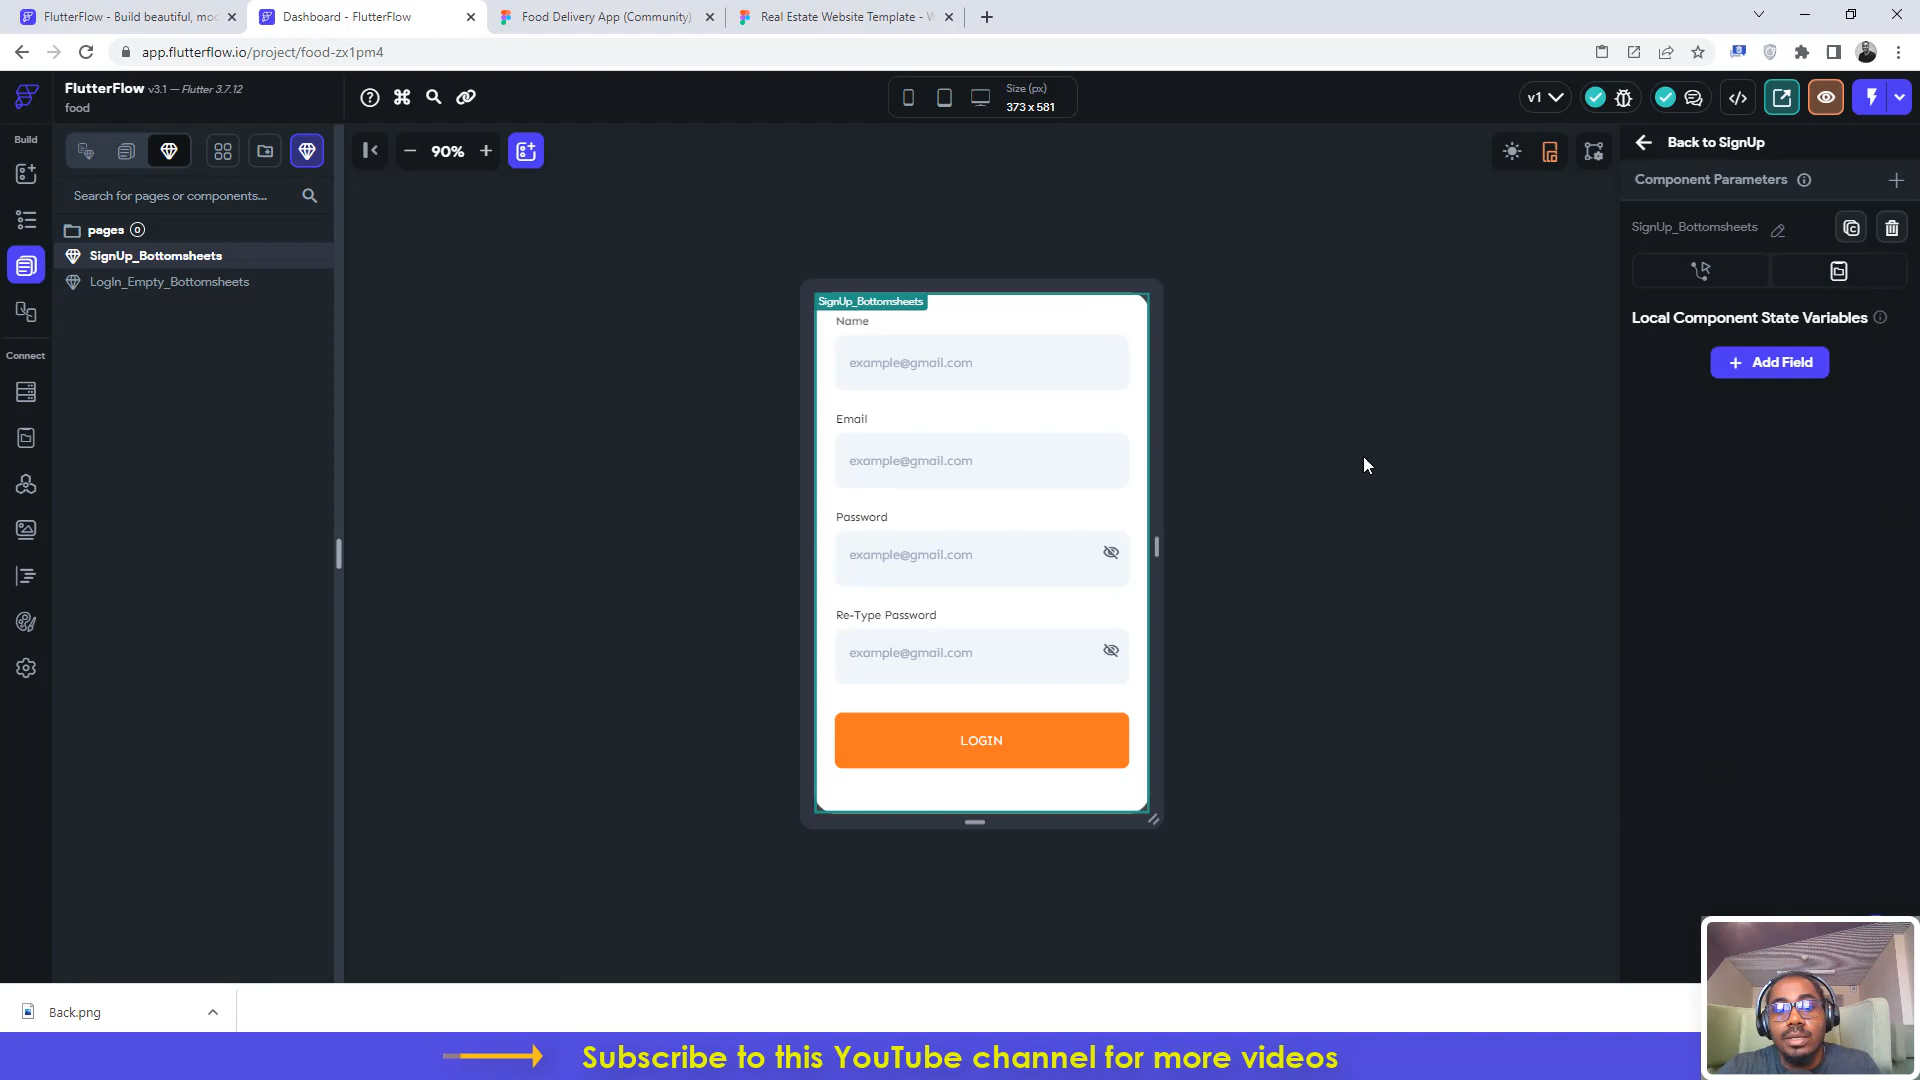 FlutterFlow - Build beautiful, mo
Dashboard - FlutterFlow
Food Delivery App (Community)
Real Estate Website Template - W
app.flutterflow.io/project/food-zx1pm4
FlutterFlow v3.1 — Flutter 3.7.12
food
Size (px)
373 x 581
v1
Build
90%
Back to SignUp
Component Parameters
Search for pages or components...
pages 0
SignUp_Bottomsheets
LogIn_Empty_Bottomsheets
Connect
SignUp_Bottomsheets
Name
example@gmail.com
Email
example@gmail.com
Password
example@gmail.com
Re-Type Password
example@gmail.com
LOGIN
SignUp_Bottomsheets
Local Component State Variables
+ Add Field
Back.png
Subscribe to this YouTube channel for more videos